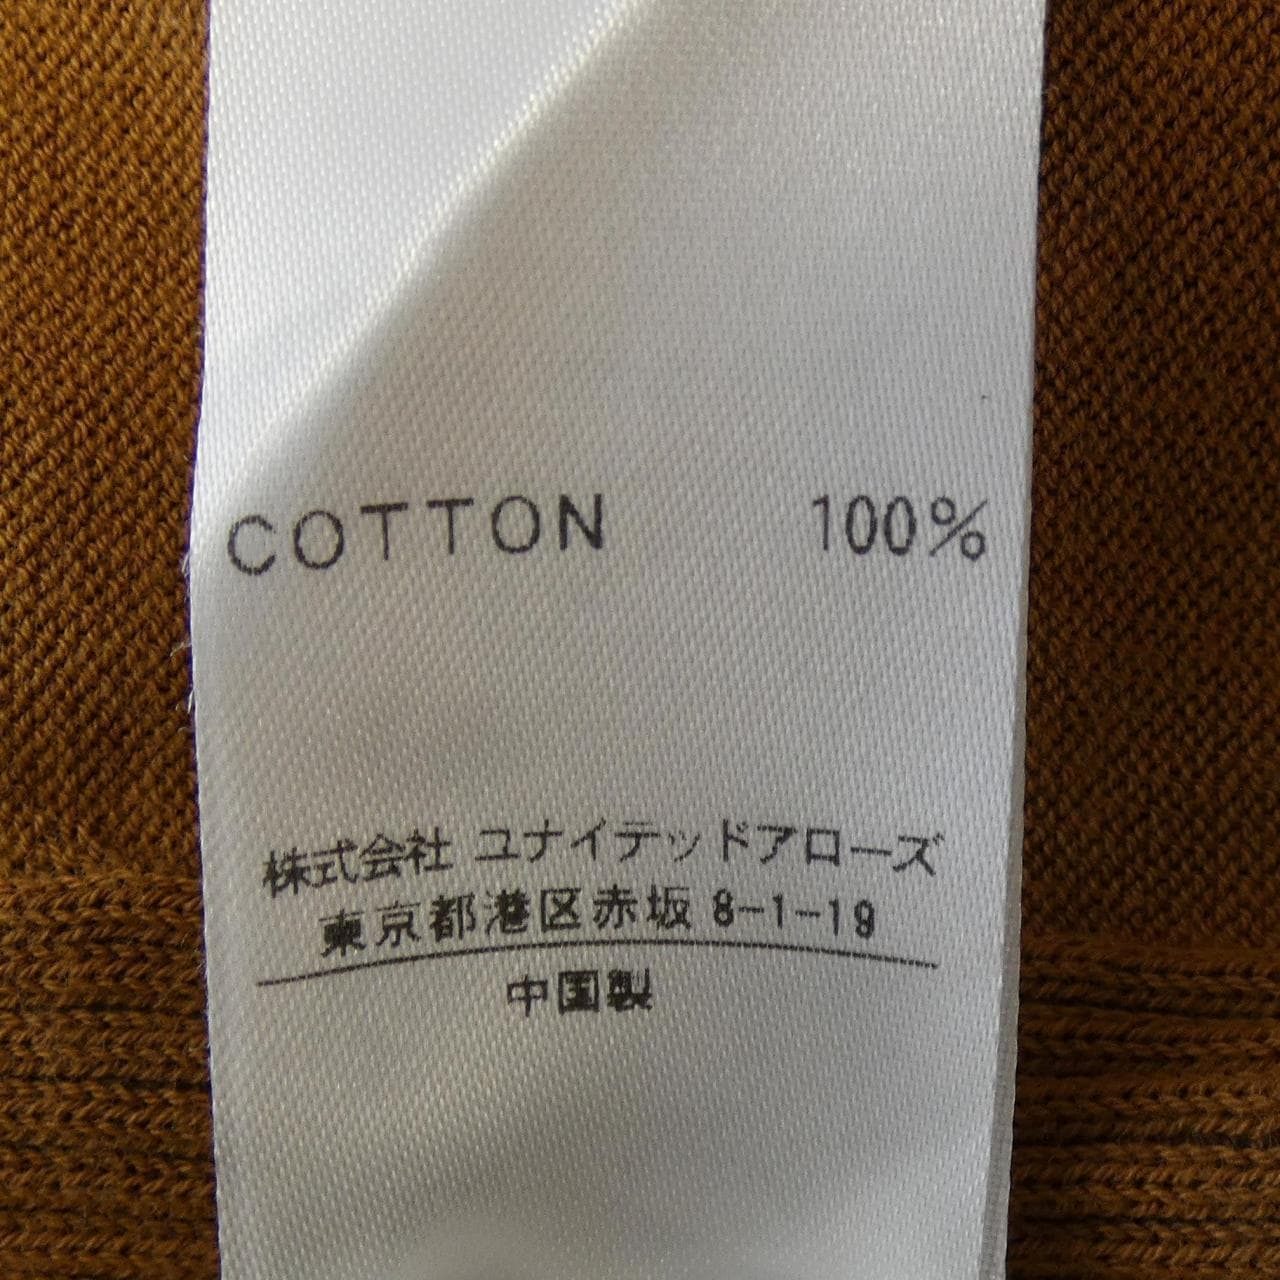 COTTON 100%
株式会社 ユナイテッドアローズ
東京都港区赤坂 8-1-19
中国製